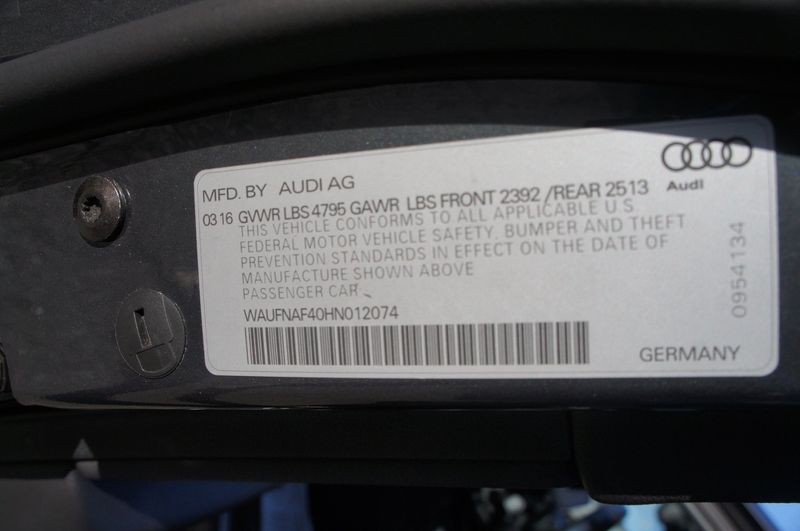 MFD. BY AUDI AG
Audi
03 16 GVWR LBS 4795 GAWR LBS FRONT 2392 /REAR 2513
THIS VEHICLE CONFORMS TO ALL APPLICABLE U.S.
FEDERAL MOTOR VEHICLE SAFETY, BUMPER AND THEFT
PREVENTION STANDARDS IN EFFECT ON THE DATE OF
MANUFACTURE SHOWN ABOVE
PASSENGER CAR
WAUFNAF40HN012074
GERMANY
0954134